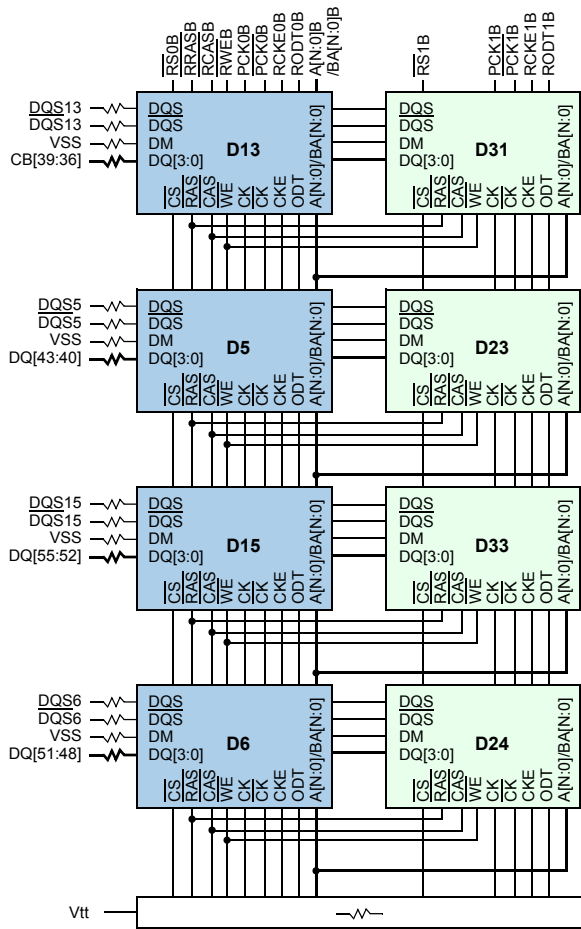 RS0B
RRASB
RCASB
RWEB
PCK0B
PCK0B
RCKE0B
RODT0B
A[N:0]B
/BA[N:0]B
RS1B
PCK1B
PCK1B
RCKE1B
RODT1B
DQS13
DQS13
VSS
CB[39:36]
DQS
DQS
DM
DQ[3:0]
D13
CS
RAS
CAS
WE
CK
CK
CKE
ODT
A[N:0]/BA[N:0]
DQS
DQS
DM
DQ[3:0]
D31
CS
RAS
CAS
WE
CK
CK
CKE
ODT
A[N:0]/BA[N:0]
DQS5
DQS5
VSS
DQ[43:40]
DQS
DQS
DM
DQ[3:0]
D5
CS
RAS
CAS
WE
CK
CK
CKE
ODT
A[N:0]/BA[N:0]
DQS
DQS
DM
DQ[3:0]
D23
CS
RAS
CAS
WE
CK
CK
CKE
ODT
A[N:0]/BA[N:0]
DQS15
DQS15
VSS
DQ[55:52]
DQS
DQS
DM
DQ[3:0]
D15
CS
RAS
CAS
WE
CK
CK
CKE
ODT
A[N:0]/BA[N:0]
DQS
DQS
DM
DQ[3:0]
D33
CS
RAS
CAS
WE
CK
CK
CKE
ODT
A[N:0]/BA[N:0]
DQS6
DQS6
VSS
DQ[51:48]
DQS
DQS
DM
DQ[3:0]
D6
CS
RAS
CAS
WE
CK
CK
CKE
ODT
A[N:0]/BA[N:0]
DQS
DQS
DM
DQ[3:0]
D24
CS
RAS
CAS
WE
CK
CK
CKE
ODT
A[N:0]/BA[N:0]
Vtt